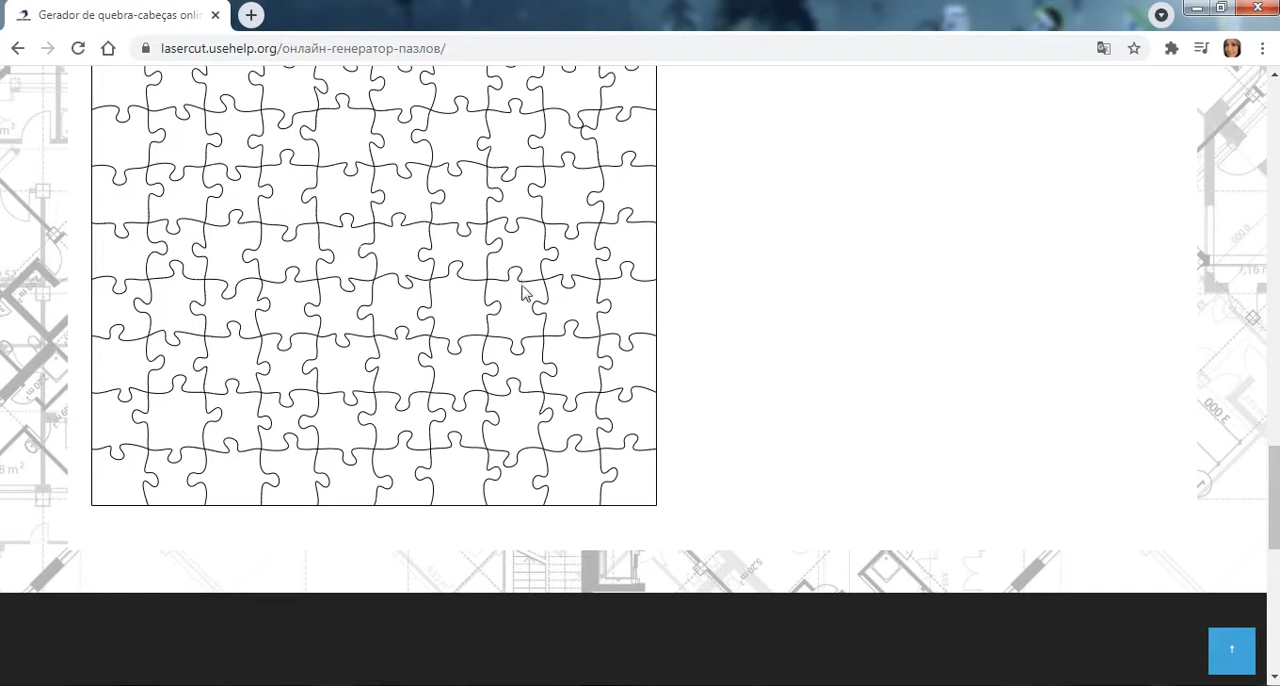 Gerador de quebra-cabeças onli
lasercut.usehelp.org/онлайн-генератор-пазлов/